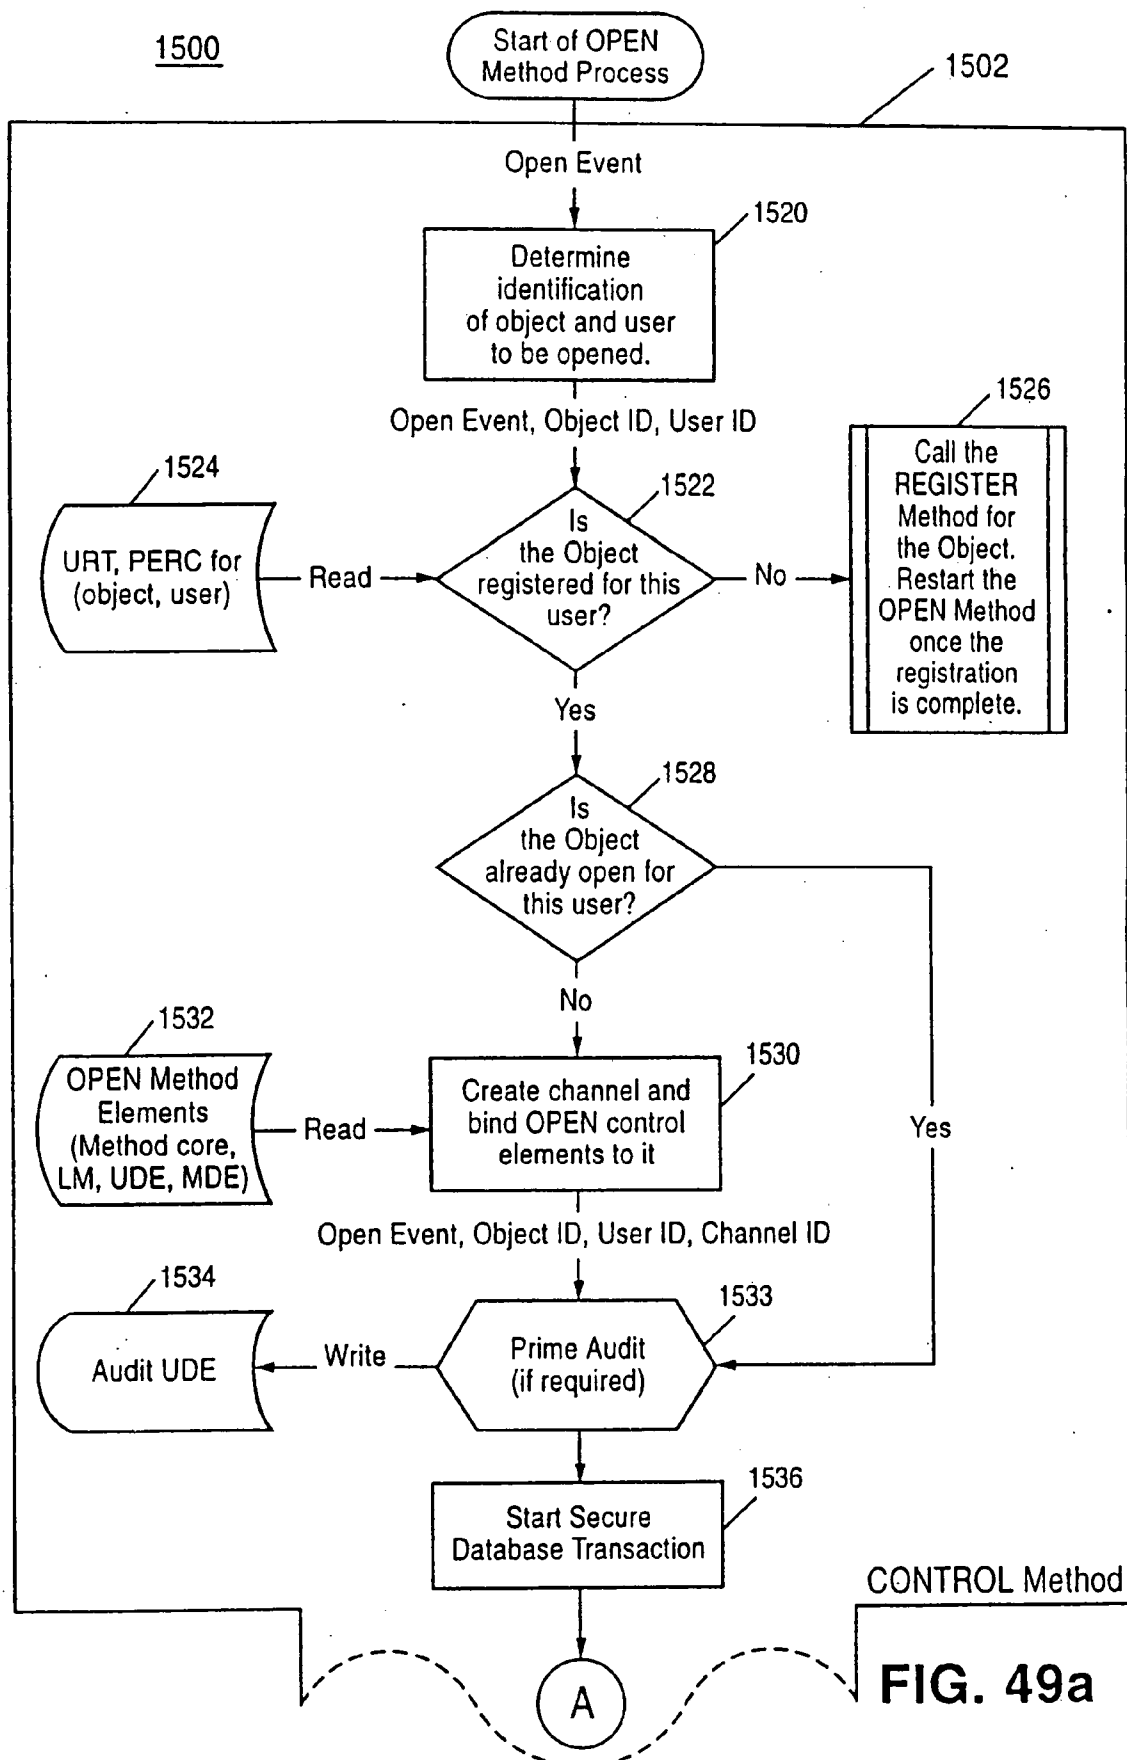 1500
Start of OPEN
Method Process
1502
Open Event
1520
Determine
identification
of object and user
to be opened.
Open Event, Object ID, User ID
1526
Call the
REGISTER
Method for
the Object.
Restart the
OPEN Method
once the
registration
is complete.
1524
URT, PERC for
(object, user)
Read
1522
Is
the Object
registered for this
user?
No
Yes
1528
Is
the Object
already open for
this user?
No
Yes
1532
OPEN Method
Elements
(Method core,
LM, UDE, MDE)
Read
1530
Create channel and
bind OPEN control
elements to it
Open Event, Object ID, User ID, Channel ID
1534
Audit UDE
Write
1533
Prime Audit
(if required)
1536
Start Secure
Database Transaction
CONTROL Method
A
FIG. 49a